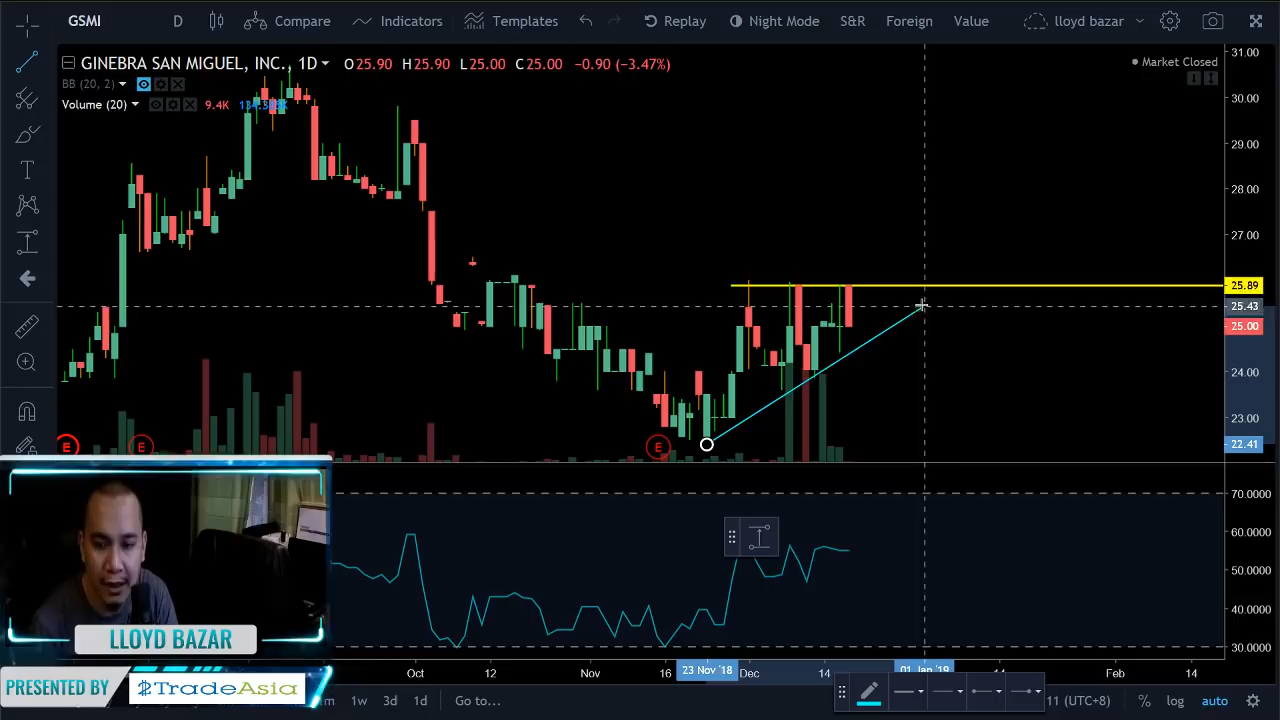 GSMI D Compare Indicators Templates Replay Night Mode S&R Foreign Value lloyd bazar
GINEBRA SAN MIGUEL, INC., 1D O25.90 H25.90 L25.00 C25.00 −0.90 (−3.47%)
Market Closed
BB (20, 2)
Volume (20) 9.4K
31.00
30.00
29.00
28.00
27.00
25.89
25.43
25.00
24.00
23.00
22.41
E E E
70.0000
60.0000
50.0000
40.0000
30.0000
Oct 12 Nov 16 23 Nov '18 Dec 14 01 Jan '19 14 Feb 14
LLOYD BAZAR
PRESENTED BY $TradeAsia
1w 3d 1d Go to... 11 (UTC+8) % log auto